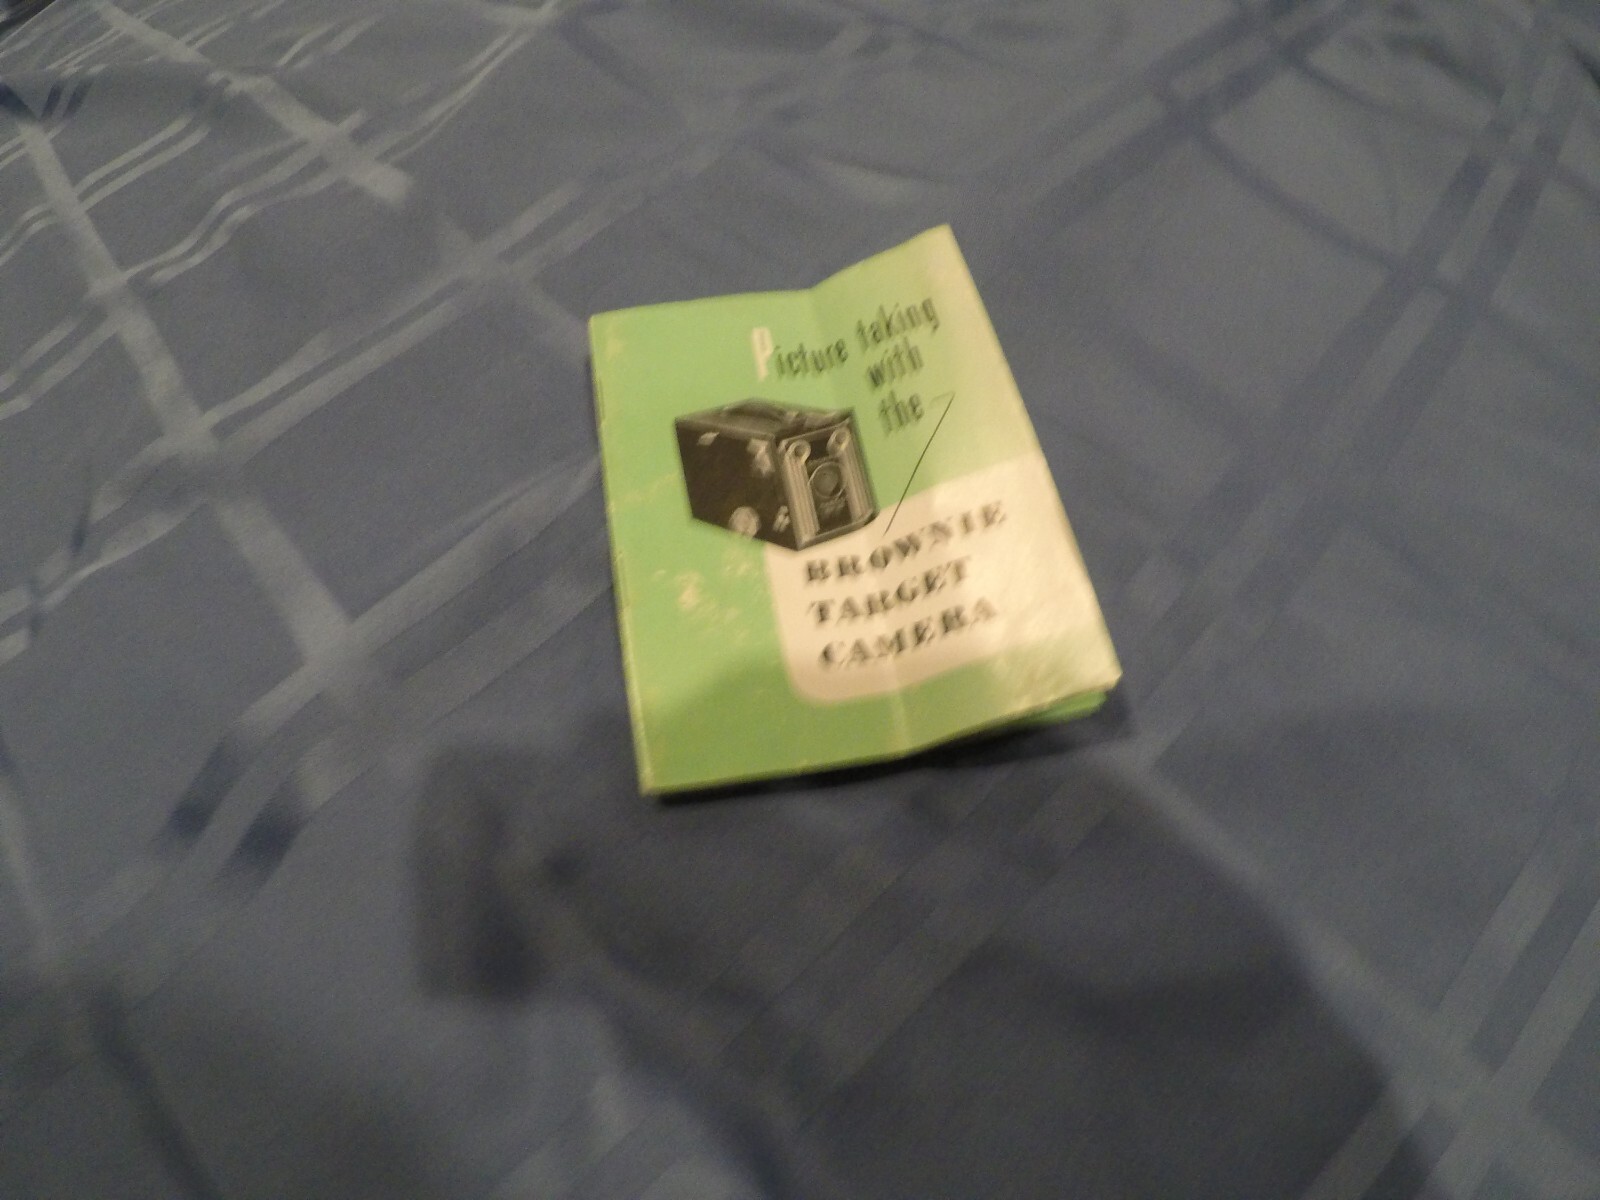 Picture taking
with
the
BROWNIE
TARGET
CAMERA